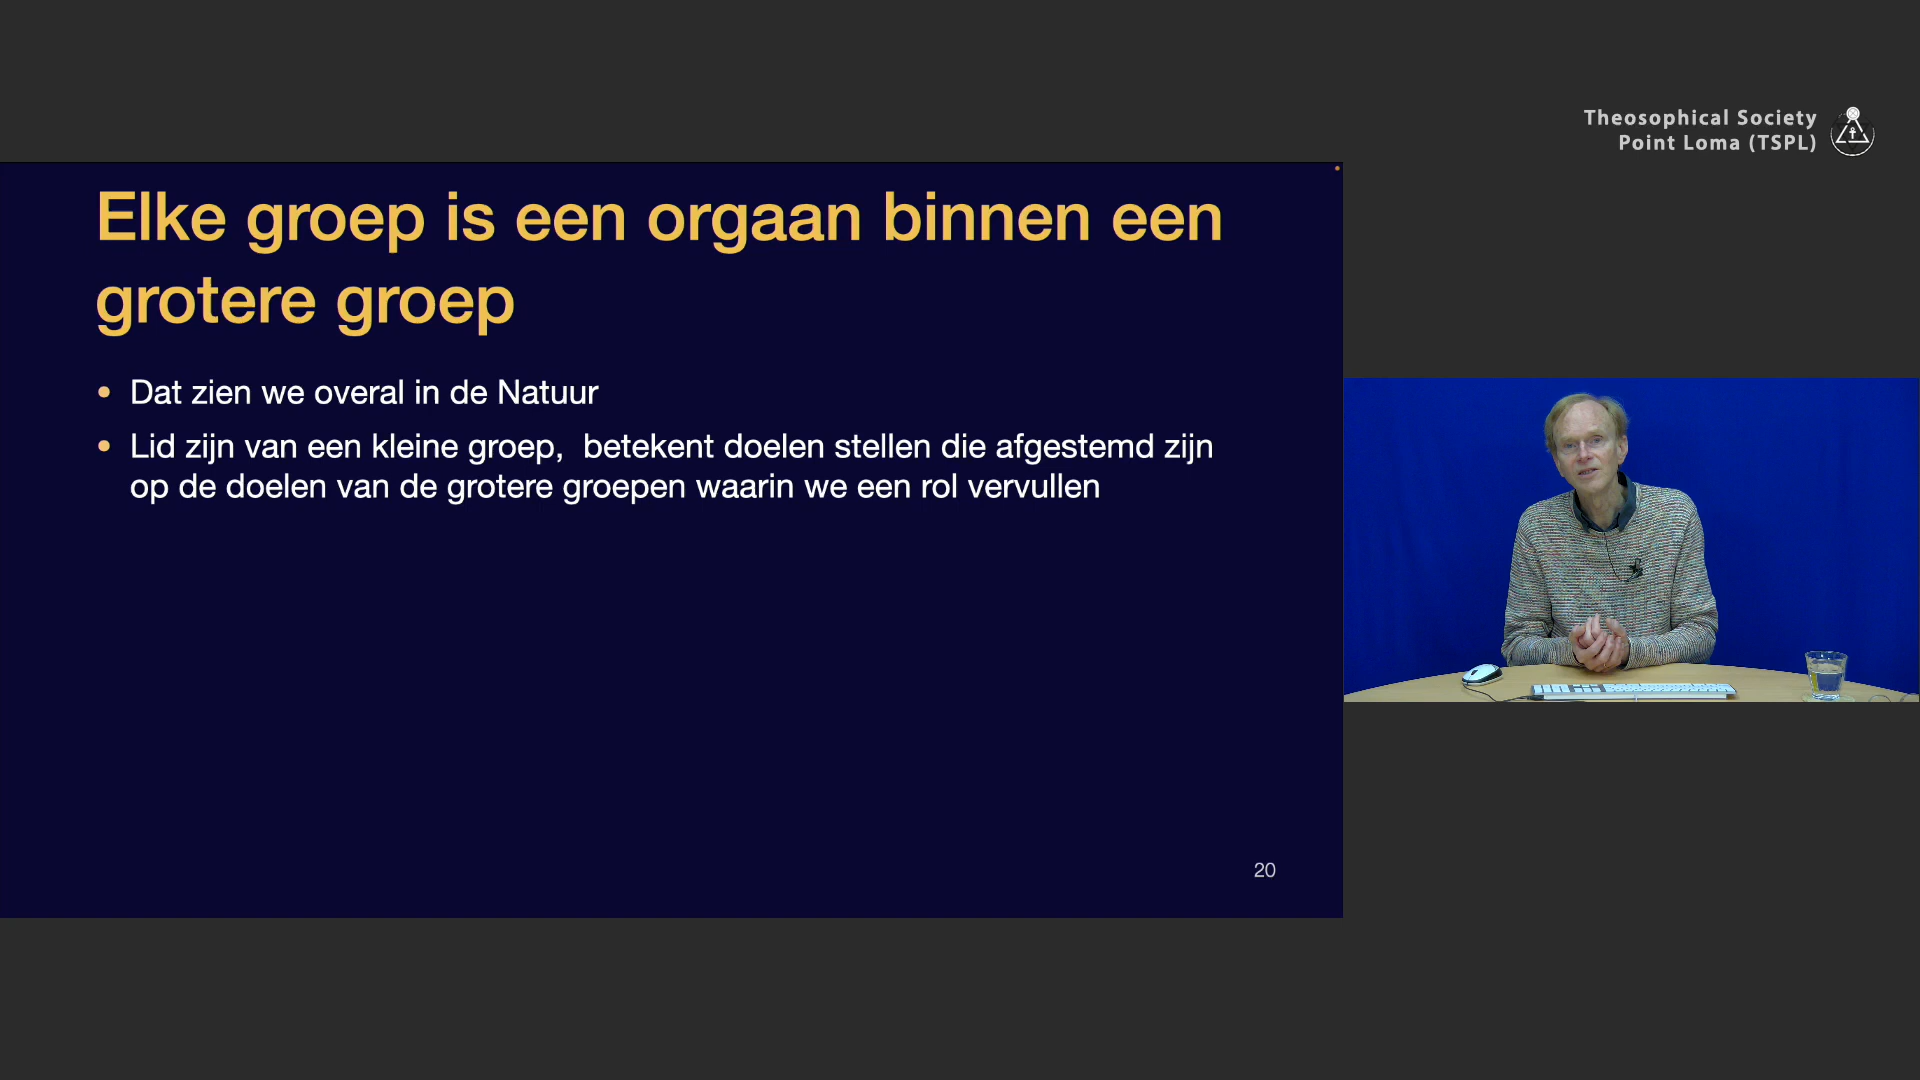 Theosophical Society
Point Loma (TSPL)
Elke groep is een orgaan binnen een
grotere groep
• Dat zien we overal in de Natuur
• Lid zijn van een kleine groep,  betekent doelen stellen die afgestemd zijn
op de doelen van de grotere groepen waarin we een rol vervullen
20